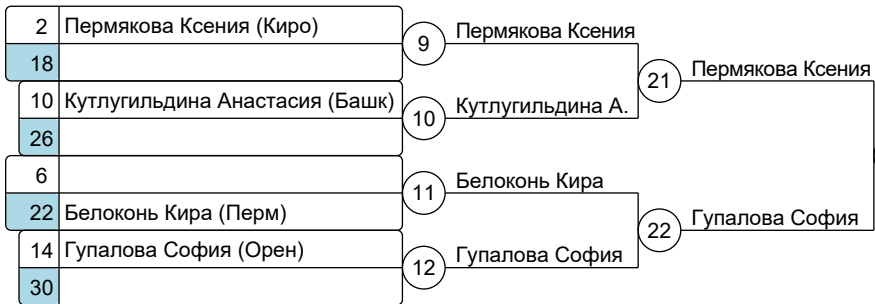 2 Пермякова Ксения (Киро)
18
9 Пермякова Ксения
10 Кутлугильдина Анастасия (Башк)
26
10 Кутлугильдина А.
21 Пермякова Ксения
6
22 Белоконь Кира (Перм)
11 Белоконь Кира
14 Гупалова София (Орен)
30
12 Гупалова София
22 Гупалова София